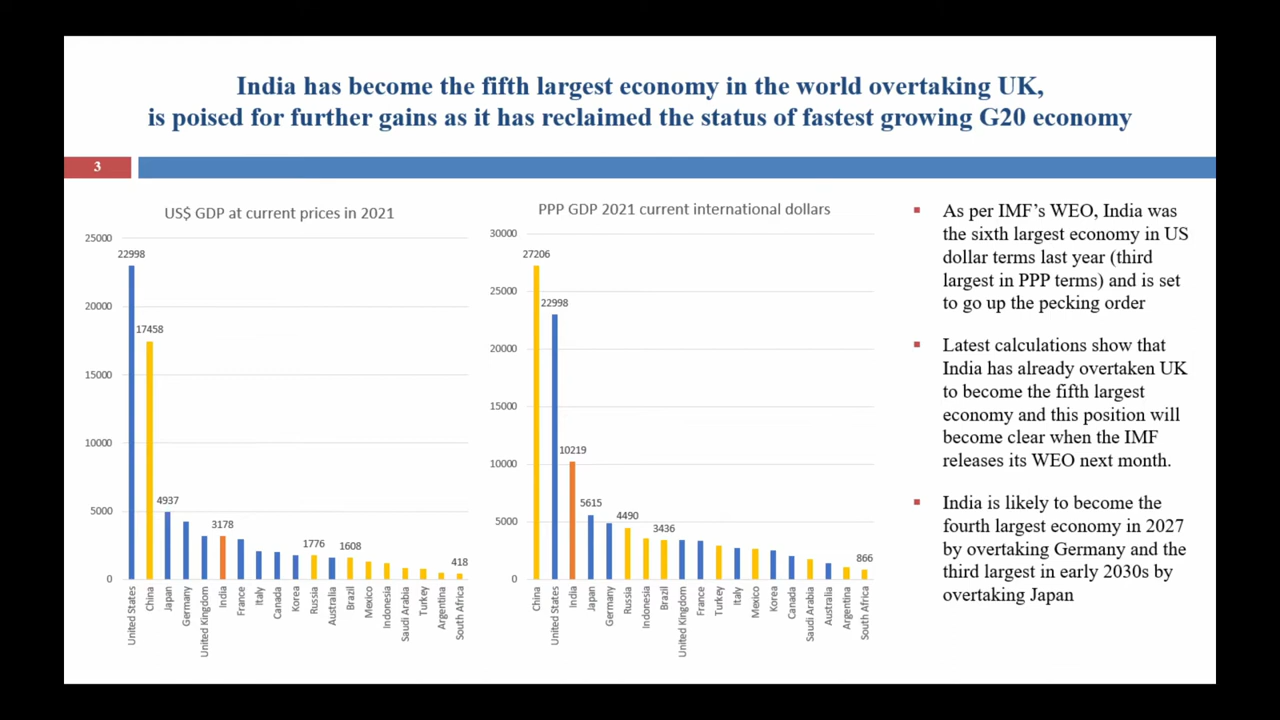 India has become the fifth largest economy in the world overtaking UK,
is poised for further gains as it has reclaimed the status of fastest growing G20 economy
3
US$ GDP at current prices in 2021
25000
20000
15000
10000
5000
0
22998
17458
4937
3178
1776
1608
418
United States
China
Japan
Germany
United Kingdom
India
France
Italy
Canada
Korea
Russia
Australia
Brazil
Mexico
Indonesia
Saudi Arabia
Turkey
Argentina
South Africa
PPP GDP 2021 current international dollars
30000
25000
20000
15000
10000
5000
0
27206
22998
10219
5615
4490
3436
866
China
United States
India
Japan
Germany
Russia
Indonesia
Brazil
United Kingdom
France
Turkey
Italy
Mexico
Korea
Canada
Saudi Arabia
Australia
Argentina
South Africa
As per IMF’s WEO, India was
the sixth largest economy in US
dollar terms last year (third
largest in PPP terms) and is set
to go up the pecking order
Latest calculations show that
India has already overtaken UK
to become the fifth largest
economy and this position will
become clear when the IMF
releases its WEO next month.
India is likely to become the
fourth largest economy in 2027
by overtaking Germany and the
third largest in early 2030s by
overtaking Japan